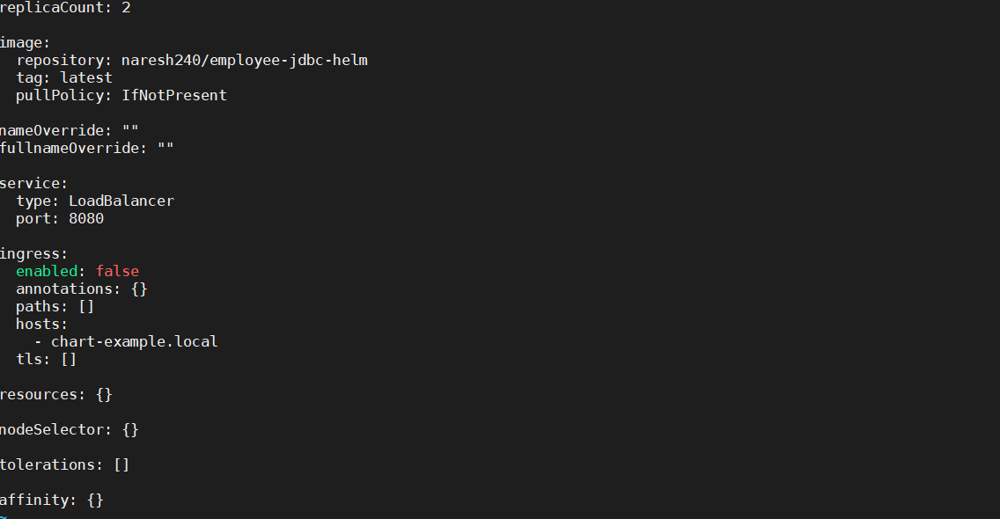 replicaCount: 2
image:
  repository: naresh240/employee-jdbc-helm
  tag: latest
  pullPolicy: IfNotPresent
nameOverride: ""
fullnameOverride: ""
service:
  type: LoadBalancer
  port: 8080
ingress:
  enabled: false
  annotations: {}
  paths: []
  hosts:
    - chart-example.local
  tls: []
resources: {}
nodeSelector: {}
tolerations: []
affinity: {}
~